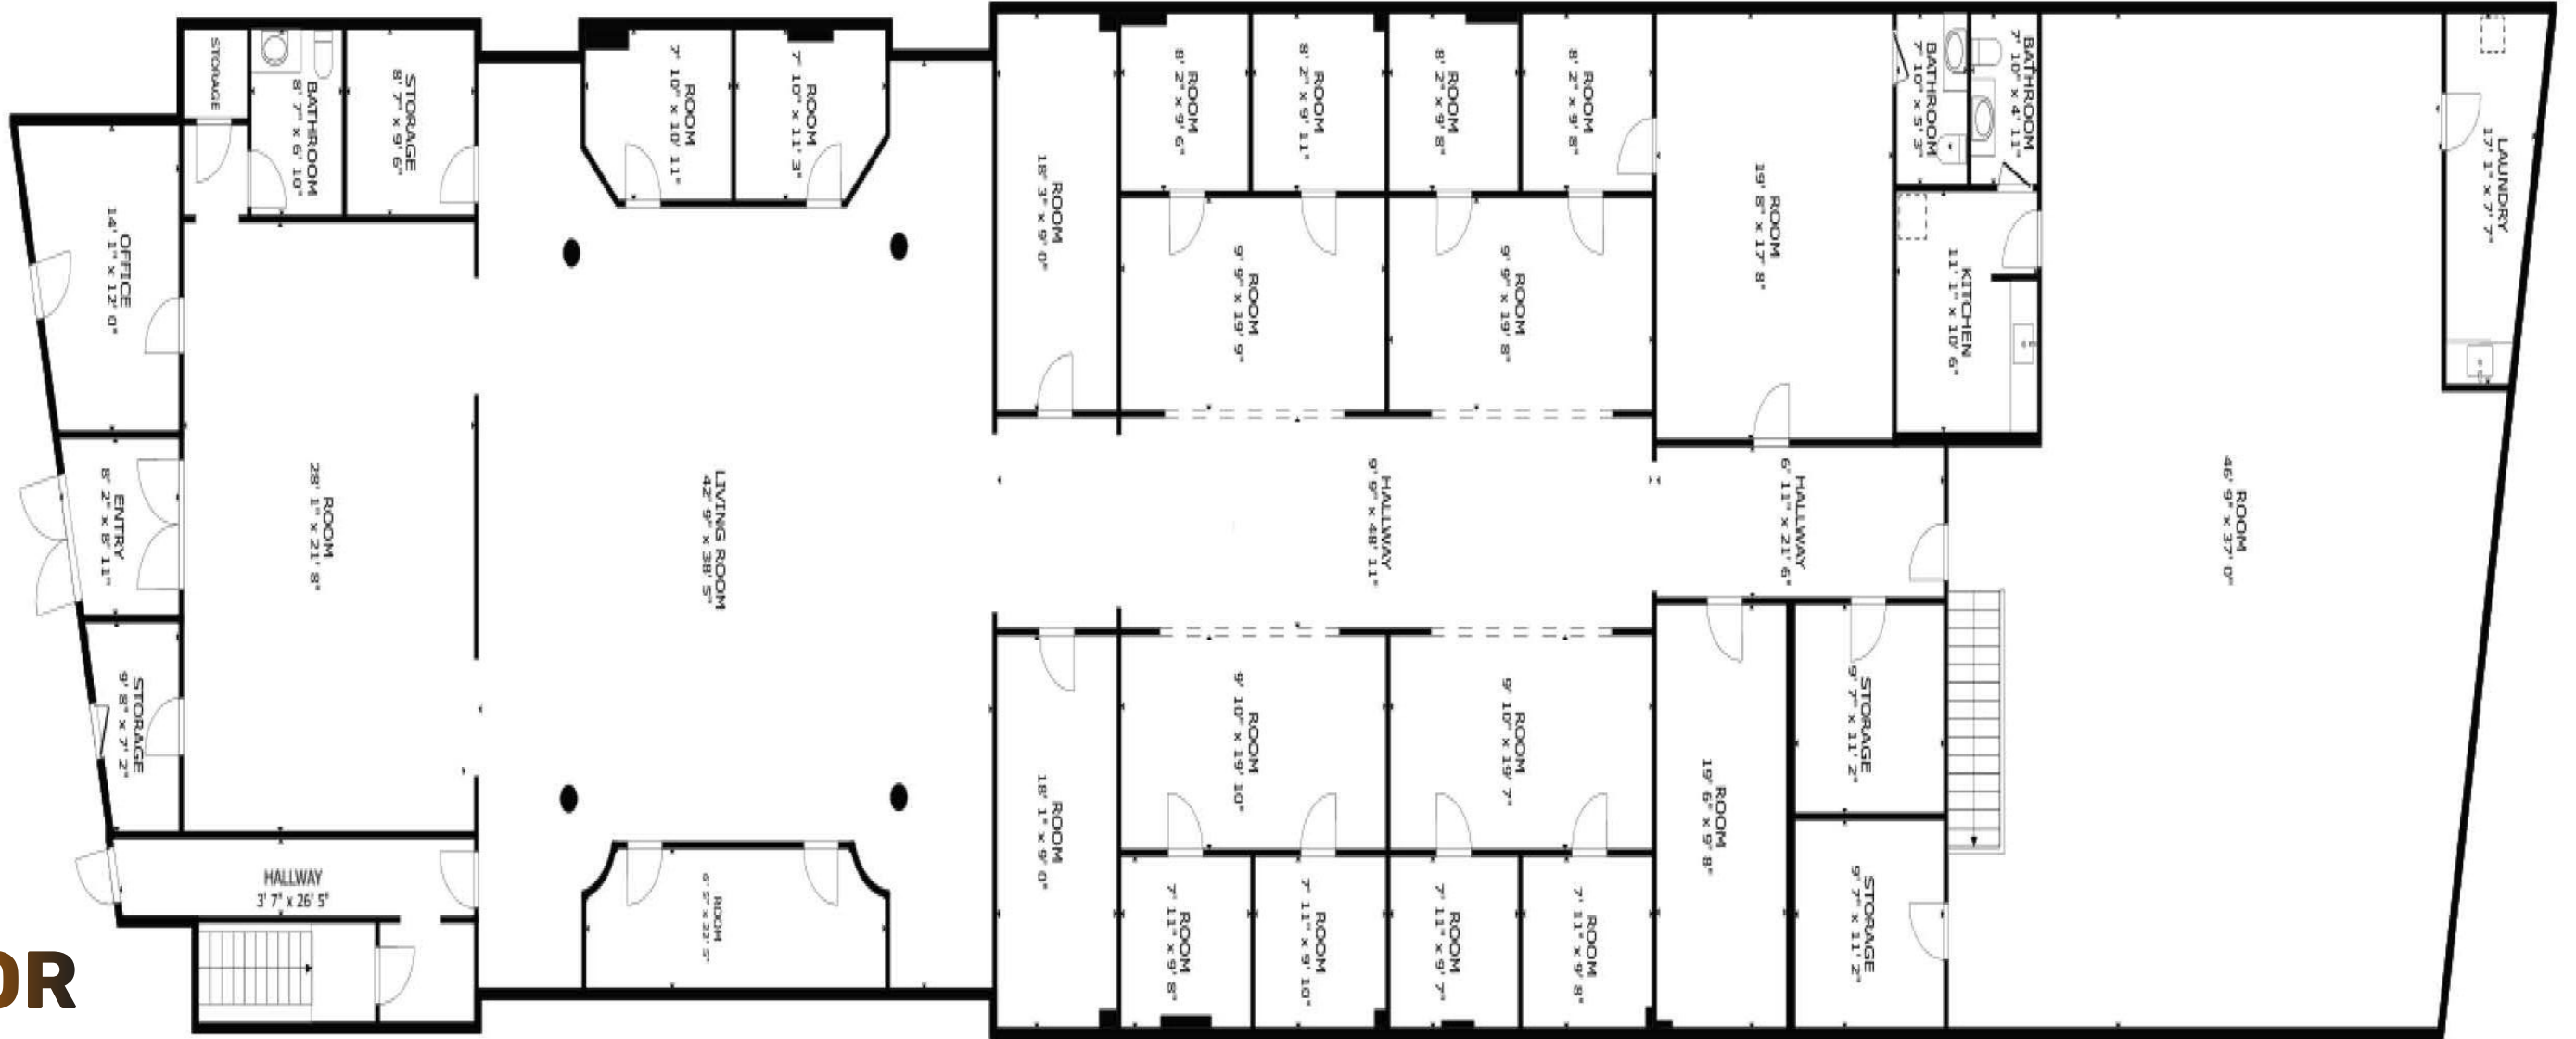 STORAGE
BATHROOM
8' 7" x 6' 10"
STORAGE
8' 7" x 9' 6"
ROOM
7' 10" x 10' 11"
ROOM
7' 10" x 11' 3"
ROOM
18' 3" x 9' 0"
ROOM
8' 2" x 9' 6"
ROOM
8' 2" x 9' 11"
ROOM
8' 2" x 9' 8"
ROOM
8' 2" x 9' 8"
ROOM
19' 8" x 17' 8"
BATHROOM
7' 10" x 5' 3"
BATHROOM
7' 10" x 4' 11"
LAUNDRY
17' 1" x 7' 7"
OFFICE
14' 1" x 12' 0"
ROOM
9' 9" x 19' 9"
ROOM
9' 9" x 19' 8"
KITCHEN
11' 1" x 10' 6"
ENTRY
8' 2" x 8' 11"
ROOM
28' 1" x 21' 8"
LIVING ROOM
42' 9" x 38' 5"
HALLWAY
9' 9" x 48' 11"
HALLWAY
6' 11" x 21' 6"
ROOM
46' 9" x 37' 0"
STORAGE
9' 8" x 7' 2"
ROOM
18' 1" x 9' 0"
ROOM
9' 10" x 19' 10"
ROOM
9' 10" x 19' 7"
ROOM
19' 6" x 9' 8"
STORAGE
9' 7" x 11' 2"
HALLWAY
3' 7" x 26' 5"
ROOM
6' 5" x 22' 5"
ROOM
7' 11" x 9' 8"
ROOM
7' 11" x 9' 10"
ROOM
7' 11" x 9' 7"
ROOM
7' 11" x 9' 8"
STORAGE
9' 7" x 11' 2"
OR